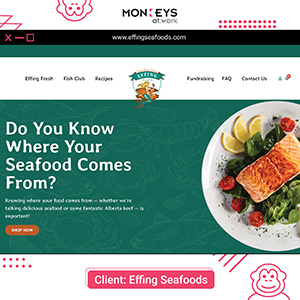 MONKEYS
at.work
www.effingseafoods.com
Effing Fresh Fish Club Recipes Fundraising FAQ Contact Us
EFFING
Do You Know
Where Your
Seafood Comes
From?
Knowing where your food comes from — whether we're
talking delicious seafood or some fantastic Alberta beef — is
important!
SHOP NOW
Client: Effing Seafoods